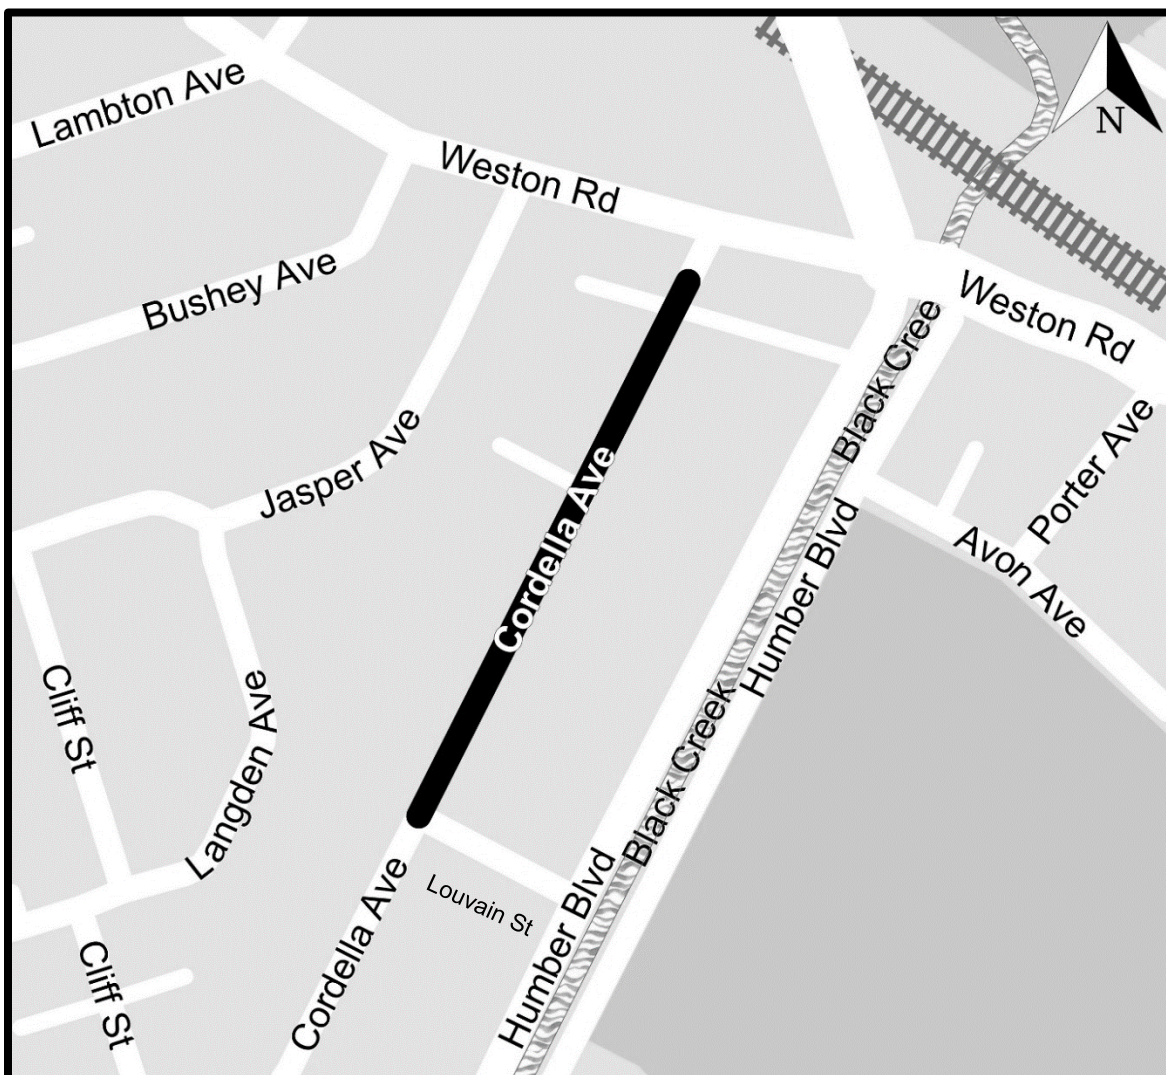 Lambton Ave
N
Weston Rd
Bushey Ave
Weston Rd
Black Cree
Jasper Ave
Porter Ave
Cordella Ave
Humber Blvd
Avon Ave
Cliff St
Langden Ave
Black Creek
Louvain St
Cordella Ave
Humber Blvd
Cliff St